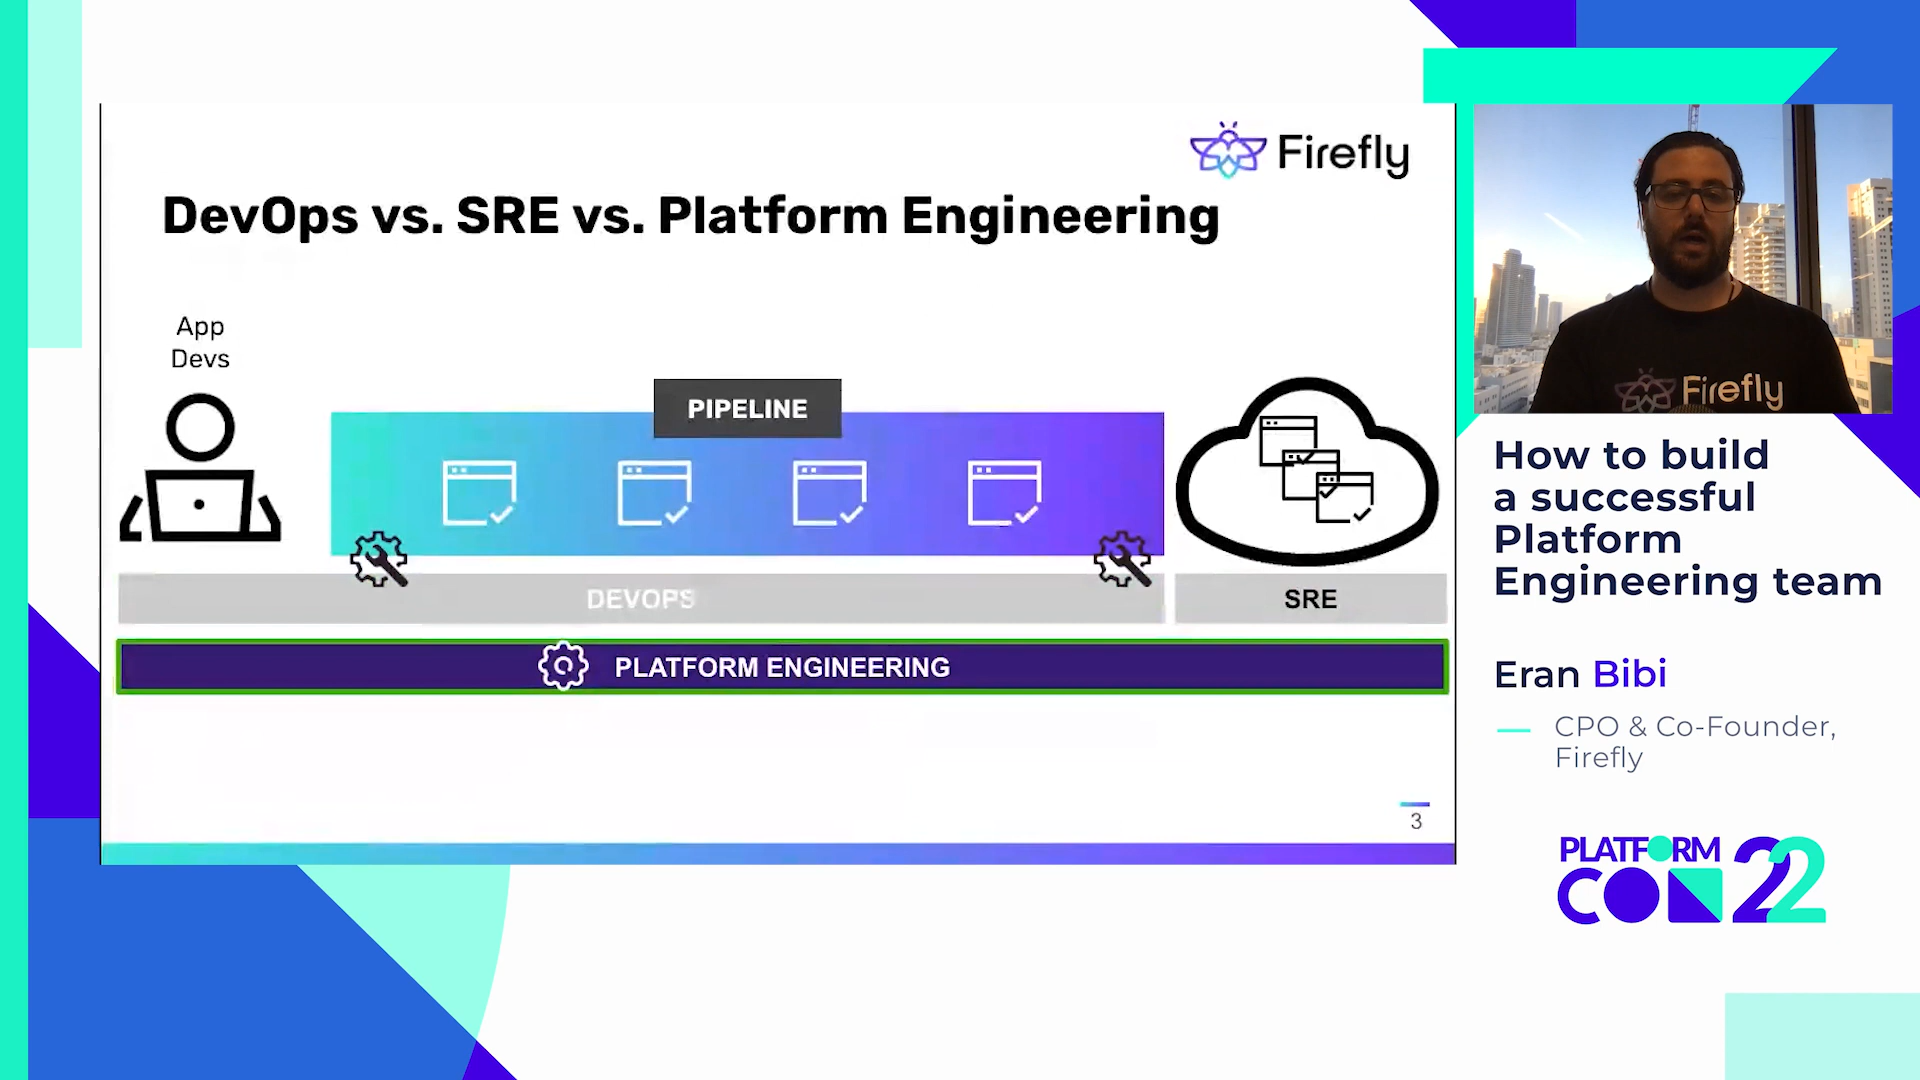 Firefly
DevOps vs. SRE vs. Platform Engineering
App
Devs
PIPELINE
DEVOPS
SRE
PLATFORM ENGINEERING
3
Firefly
How to build
a successful
Platform
Engineering team
Eran Bibi
CPO & Co-Founder,
Firefly
PLATFORM
CON 22